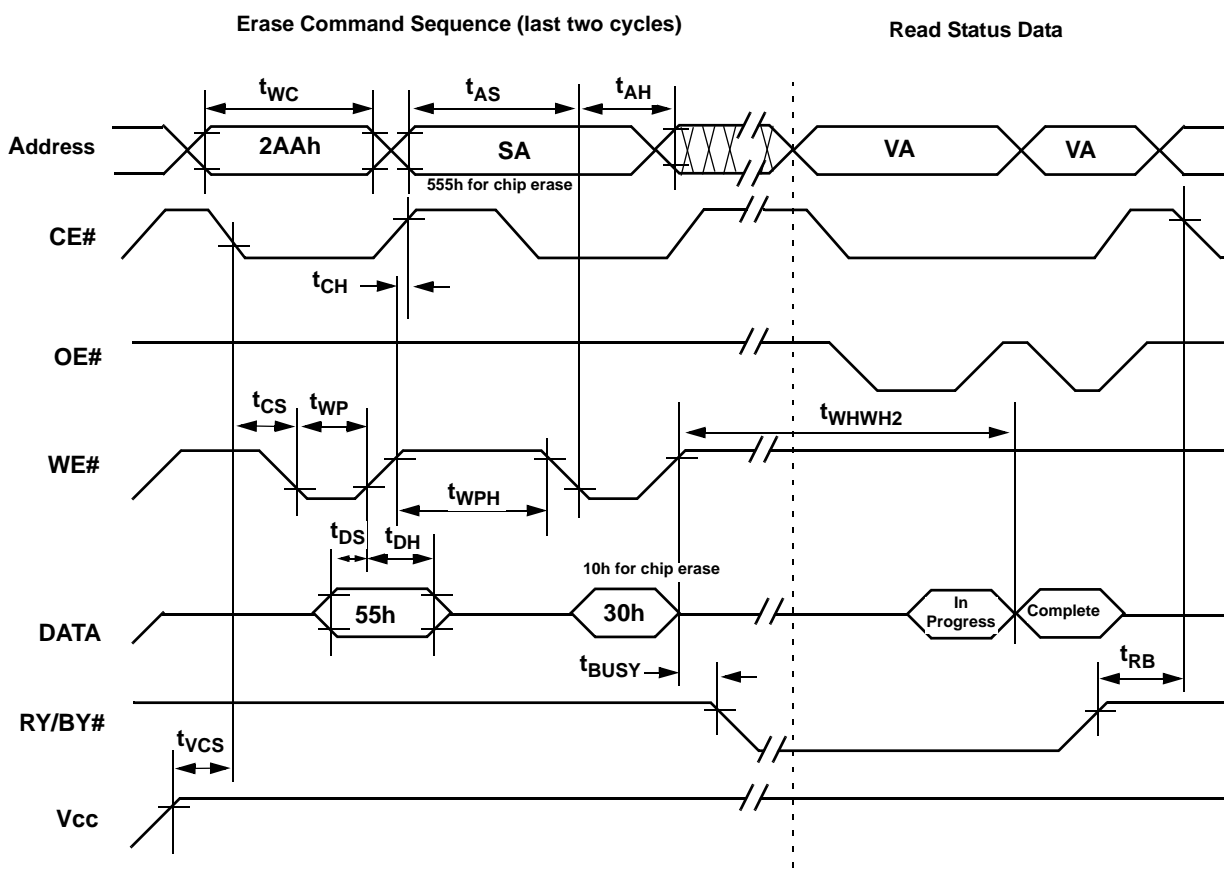 Erase Command Sequence (last two cycles)
Read Status Data
tWC
tAS
tAH
Address
2AAh
SA
VA
VA
555h for chip erase
CE#
tCH
OE#
tCS
tWP
tWHWH2
WE#
tWPH
tDS
tDH
10h for chip erase
DATA
55h
30h
In
Progress
Complete
tBUSY
tRB
RY/BY#
tVCS
Vcc